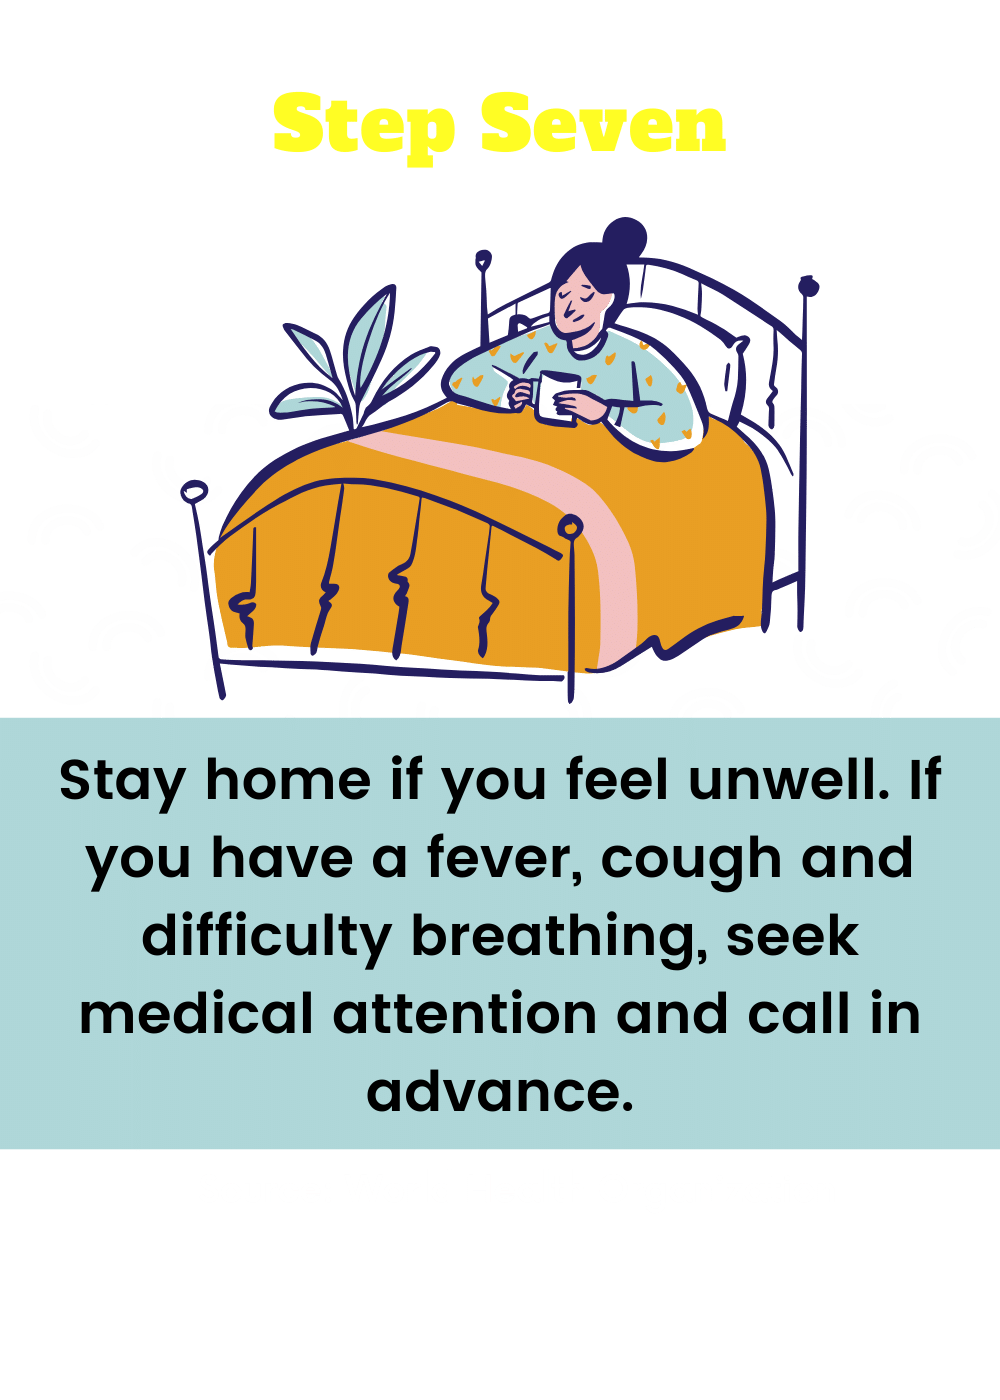 Step Seven
Stay home if you feel unwell. If
you have a fever, cough and
difficulty breathing, seek
medical attention and call in
advance.